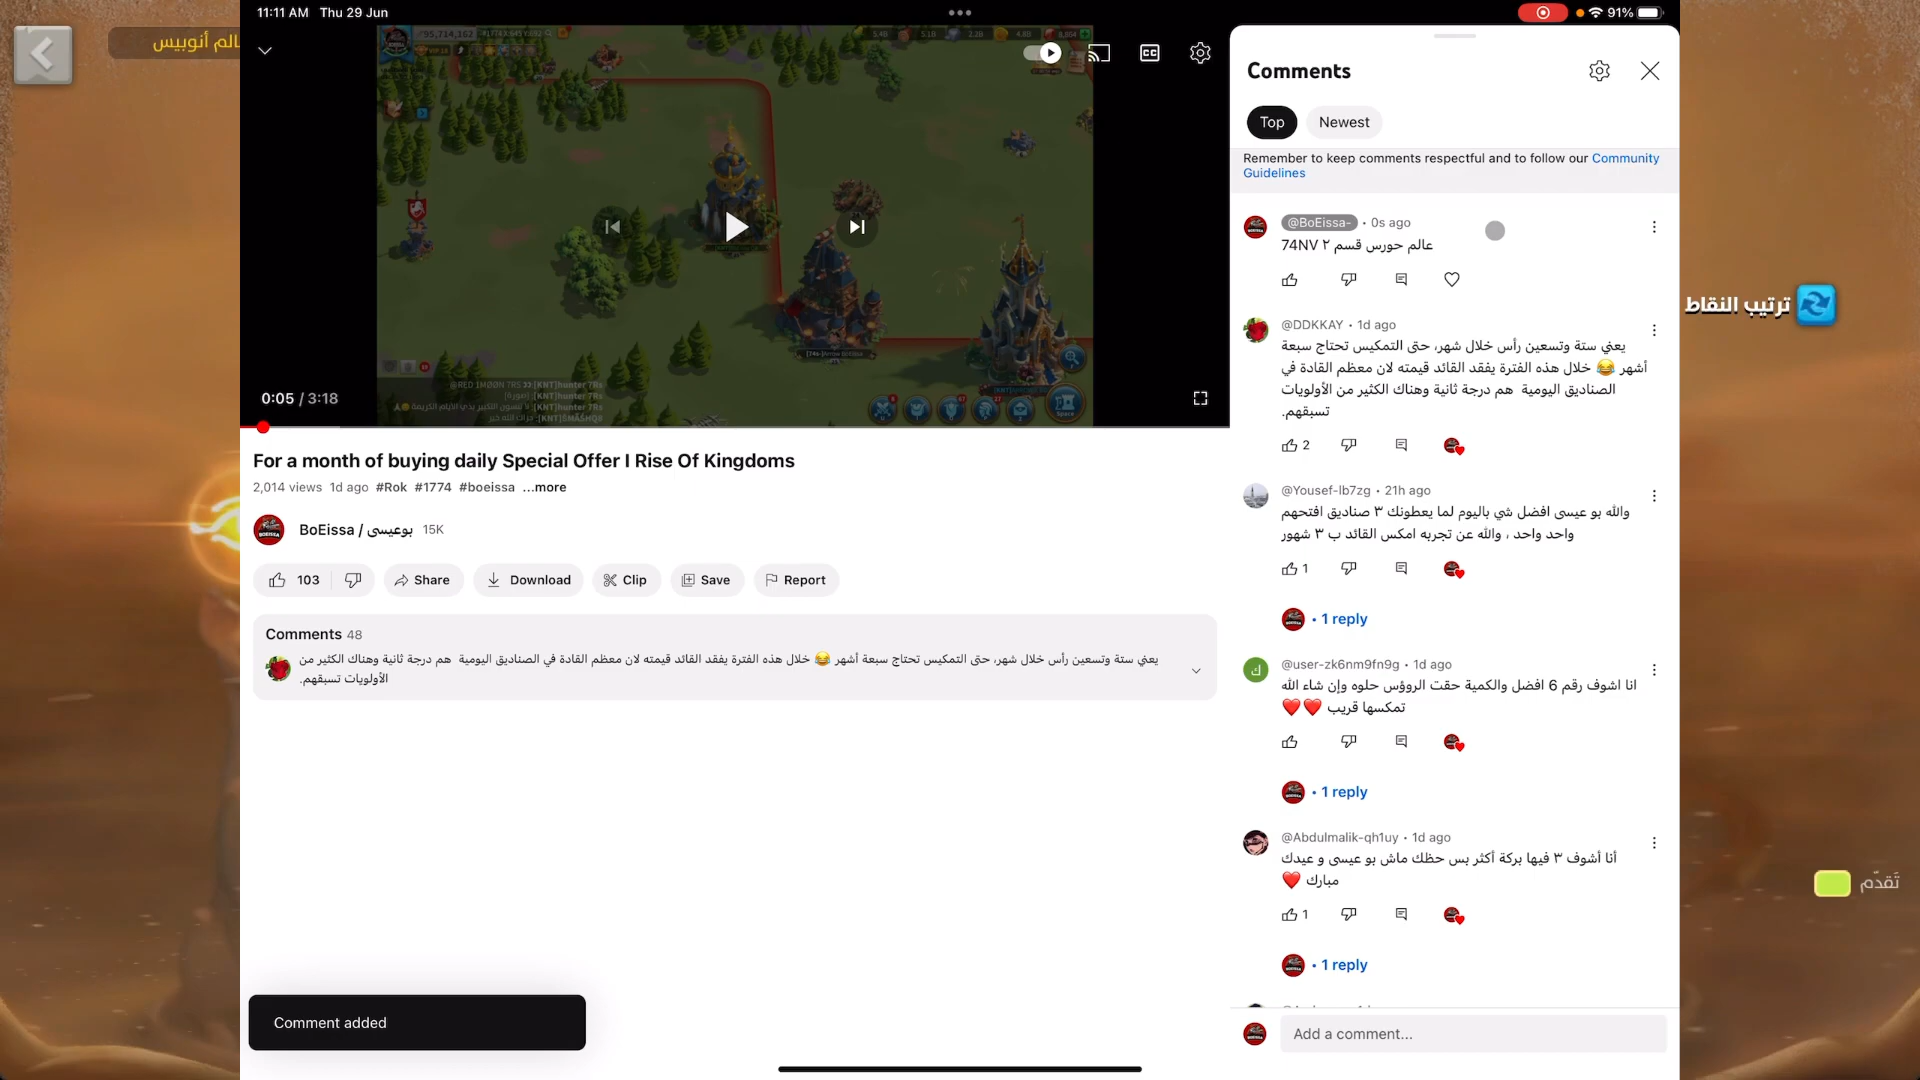 11:11 AM Thu 29 Jun
91%
الم أنوبيس
CC
0:05 / 3:18
For a month of buying daily Special Offer I Rise Of Kingdoms
2,014 views 1d ago #Rok #1774 #boeissa ...more
BoEissa / بوعيسى 15K
103
Share
Download
Clip
Save
Report
Comments 48
يعني ستة وتسعين رأس خلال شهر، حتى التمكيس تحتاج سبعة أشهر 😂 خلال هذه الفترة يفقد القائد قيمته لان معظم القادة في الصناديق اليومية هم درجة ثانية وهناك الكثير من
الأولويات تسبقهم.
Comment added
Comments
Top
Newest
Remember to keep comments respectful and to follow our Community
Guidelines
@BoEissa- • 0s ago
عالم حورس قسم ٢ 74NV
@DDKKAY • 1d ago
يعني ستة وتسعين رأس خلال شهر، حتى التمكيس تحتاج سبعة
أشهر 😂 خلال هذه الفترة يفقد القائد قيمته لان معظم القادة في
الصناديق اليومية هم درجة ثانية وهناك الكثير من الأولويات
تسبقهم.
2
@Yousef-lb7zg • 21h ago
والله بو عيسى افضل شي باليوم لما يعطونك ٣ صناديق افتحهم
واحد واحد ، والله عن تجربه امكس القائد ب ٣ شهور
1
• 1 reply
@user-zk6nm9fn9g • 1d ago
انا اشوف رقم 6 افضل والكمية حقت الروؤس حلوه وإن شاء الله
تمكسها قريب ❤️❤️
• 1 reply
@Abdulmalik-qh1uy • 1d ago
أنا أشوف ٣ فيها بركة أكثر بس حظك ماش بو عيسى و عيدك
مبارك ❤️
1
• 1 reply
Add a comment...
ترتيب النقاط
تَقدّم